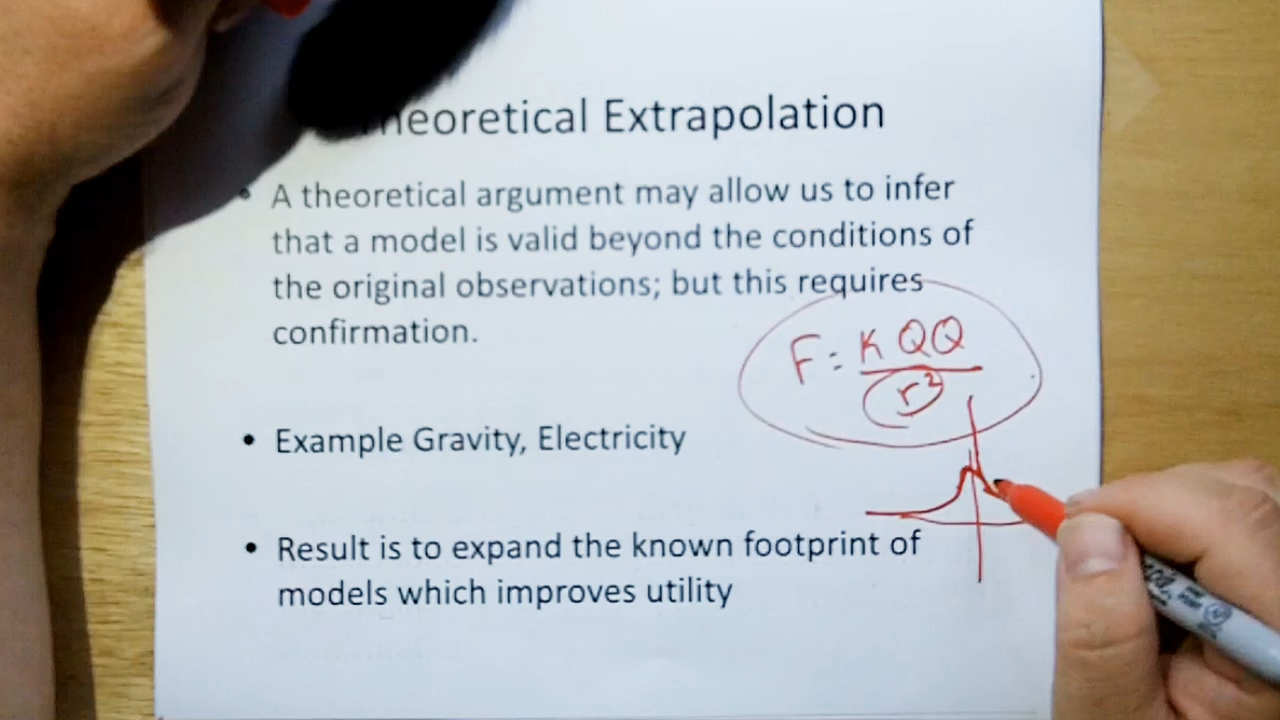 Theoretical Extrapolation
• A theoretical argument may allow us to infer
that a model is valid beyond the conditions of
the original observations; but this requires
confirmation.
F = K QQ
r²
• Example Gravity, Electricity
• Result is to expand the known footprint of
models which improves utility